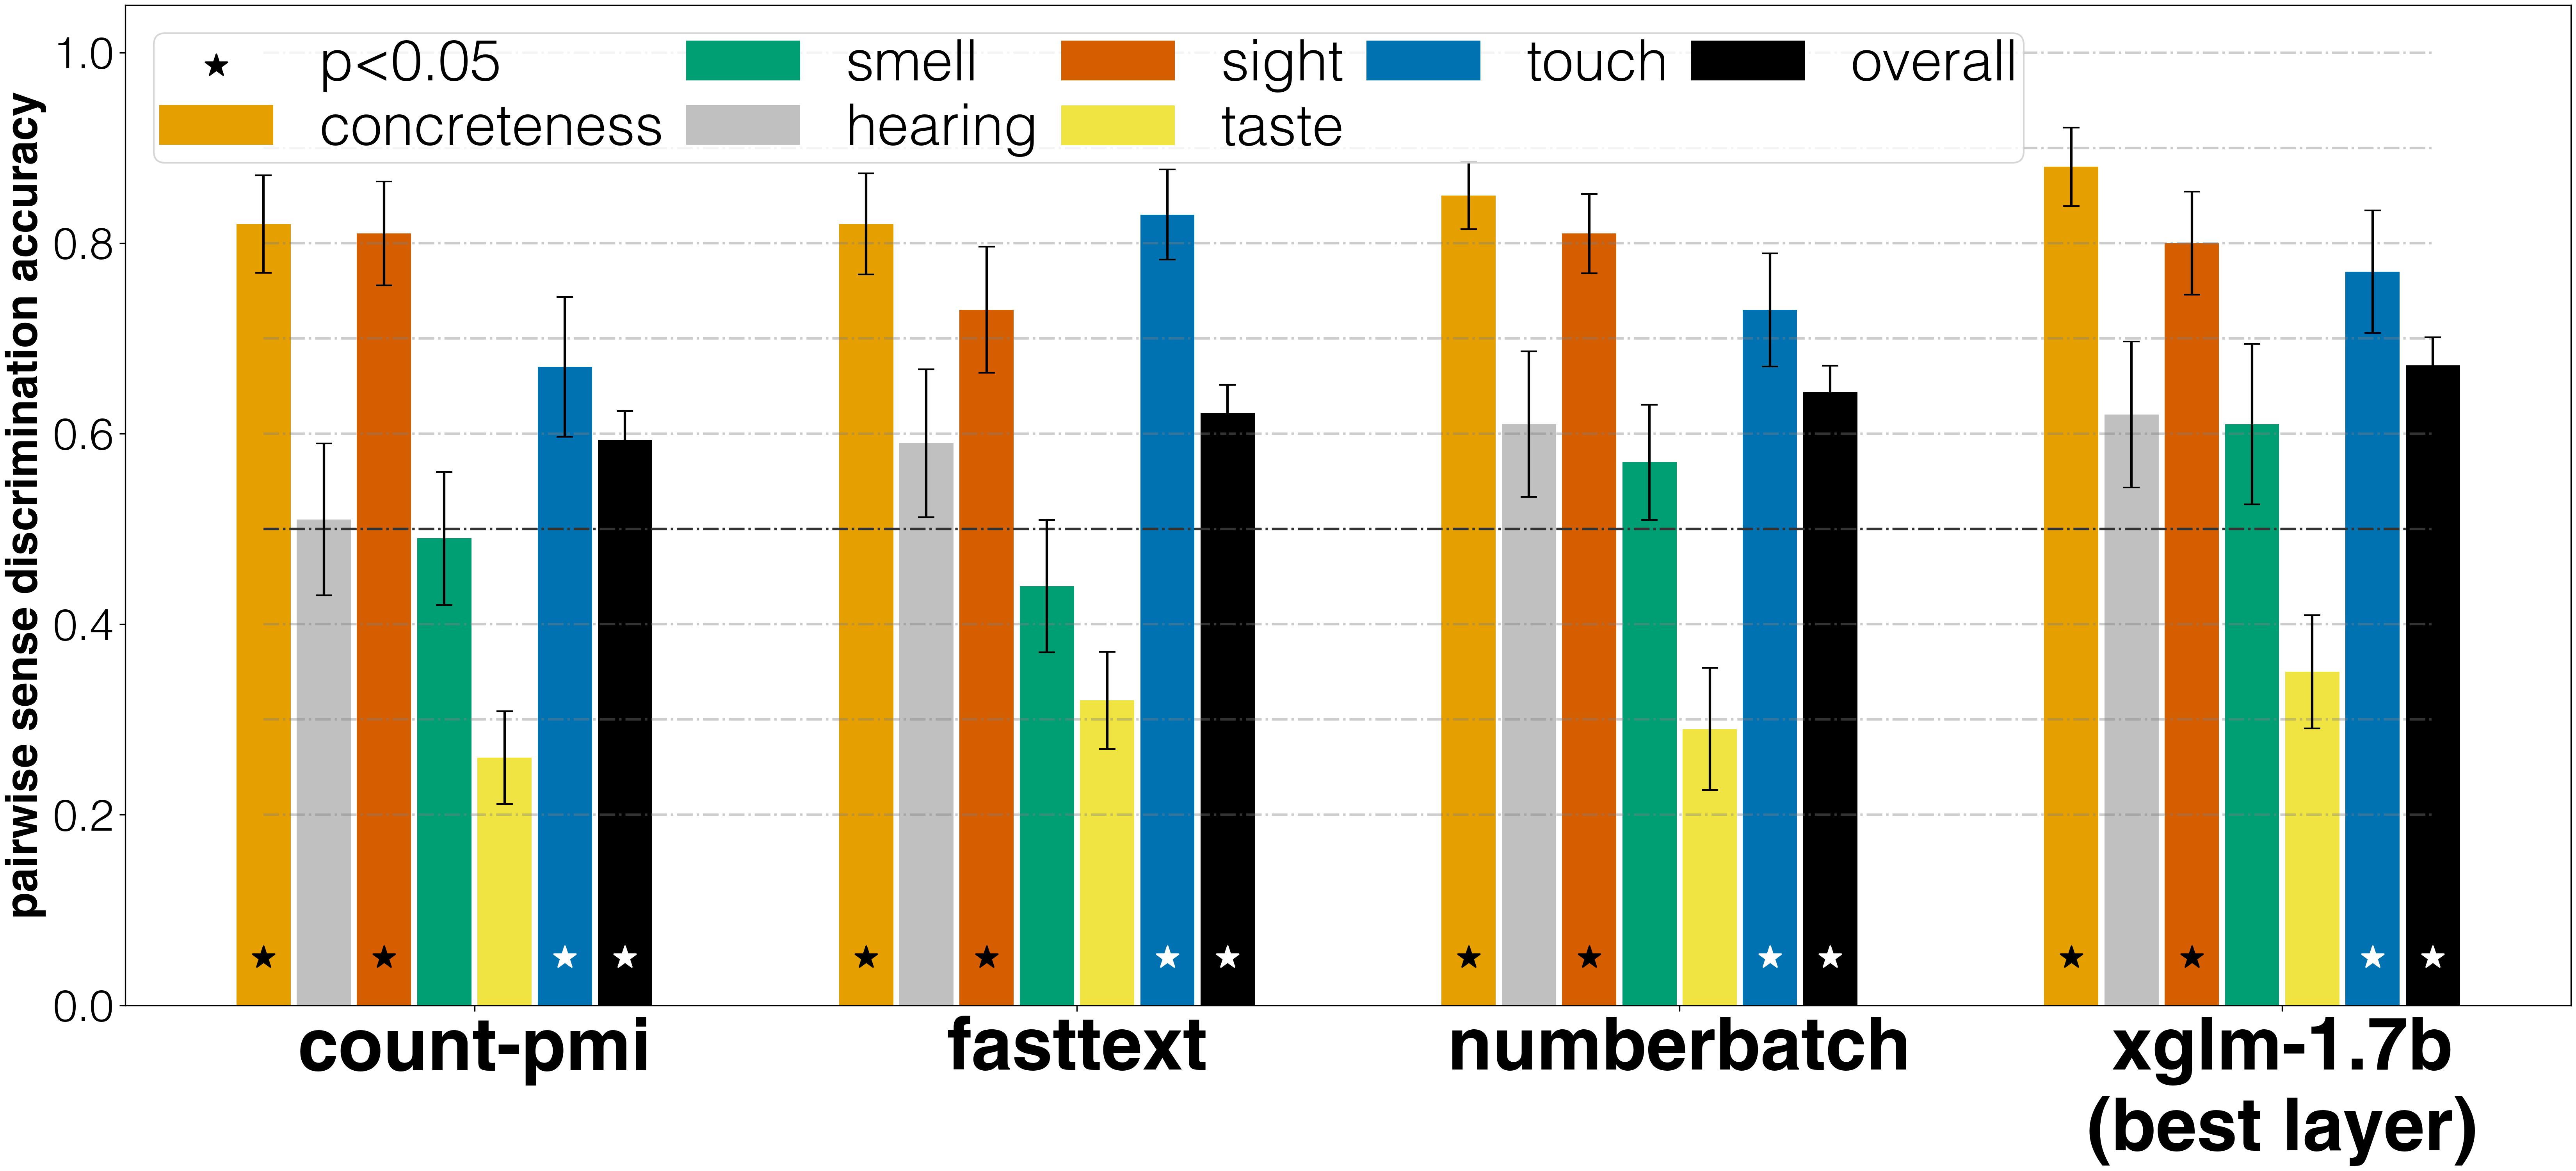 pairwise sense discrimination accuracy
1.0
0.8
0.6
0.4
0.2
0.0
★ p<0.05
concreteness
smell
hearing
sight
taste
touch
overall
count-pmi
fasttext
numberbatch
xglm-1.7b
(best layer)